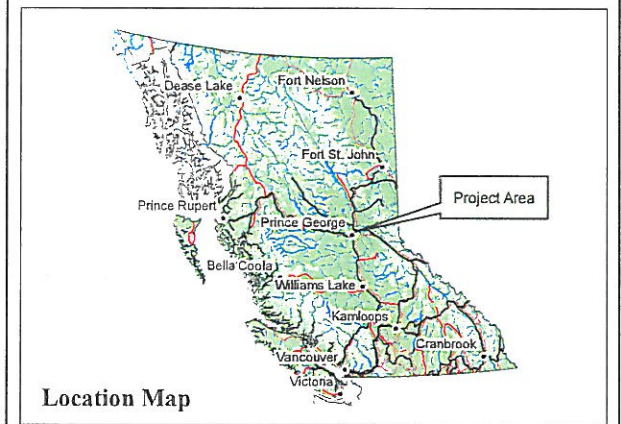 Dease Lake
Fort Nelson
Fort St. John
Project Area
Prince Rupert
Prince George
Bella Coola
Williams Lake
Kamloops
Cranbrook
Vancouver
Victoria
Location Map